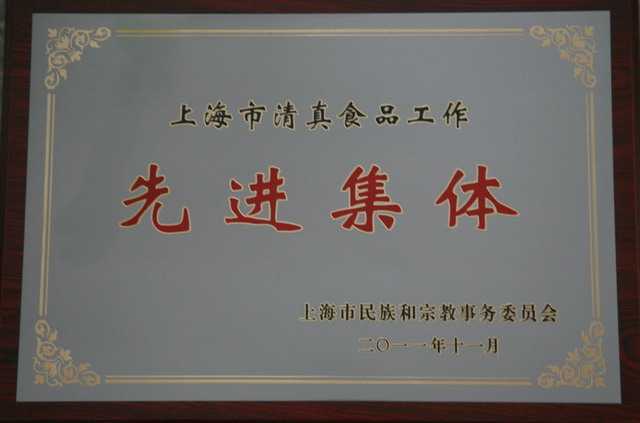 上海市清真食品工作
先进集体
上海市民族和宗教事务委员会
二〇一一年十一月